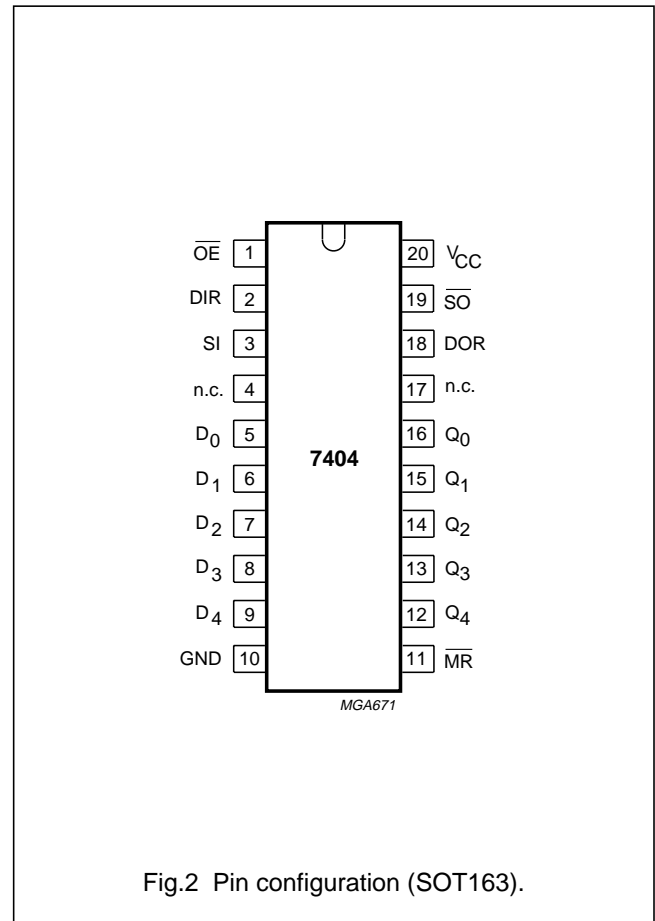 OE 1 20 VCC
DIR 2 19 SO
SI 3 18 DOR
n.c. 4 17 n.c.
D0 5 16 Q0
7404
D1 6 15 Q1
D2 7 14 Q2
D3 8 13 Q3
D4 9 12 Q4
GND 10 11 MR
MGA671
Fig.2 Pin configuration (SOT163).